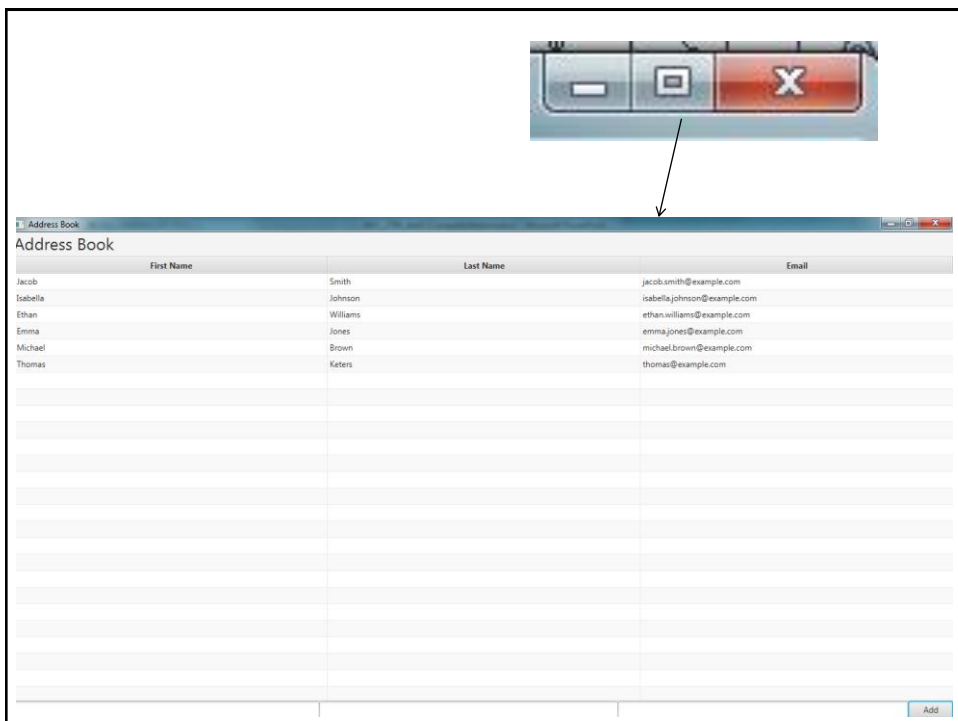 Address Book
Address Book
First Name Last Name Email
Jacob Smith jacob.smith@example.com
Isabella Johnson isabella.johnson@example.com
Ethan Williams ethan.williams@example.com
Emma Jones emma.jones@example.com
Michael Brown michael.brown@example.com
Thomas Keters thomas@example.com
Add